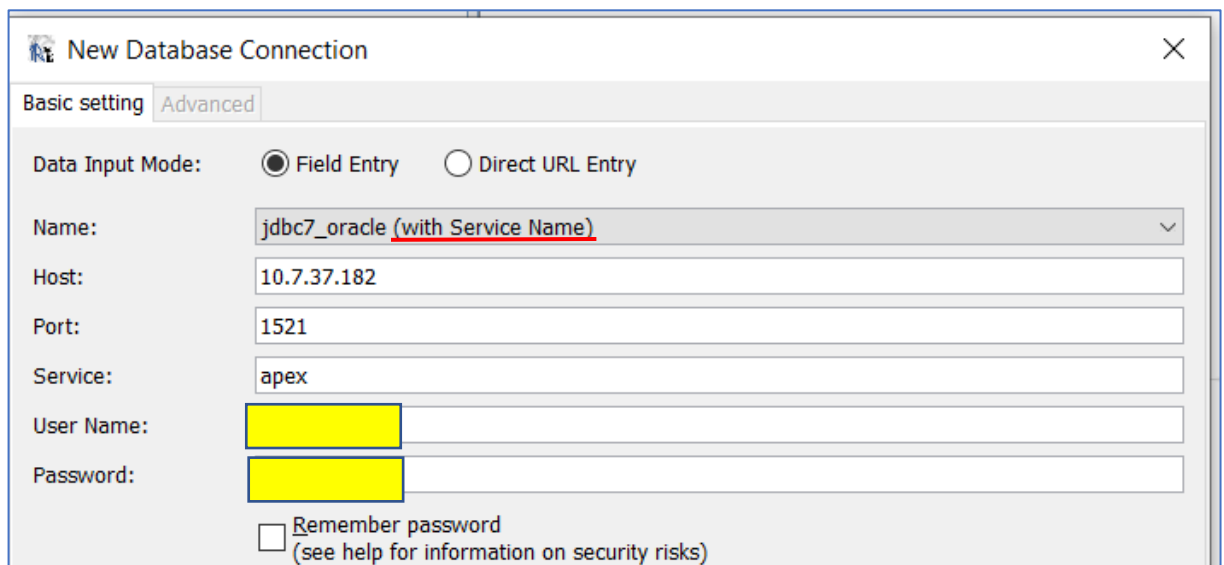 New Database Connection
Basic setting Advanced
Data Input Mode: Field Entry Direct URL Entry
Name: jdbc7_oracle (with Service Name)
Host: 10.7.37.182
Port: 1521
Service: apex
User Name:
Password:
Remember password
(see help for information on security risks)